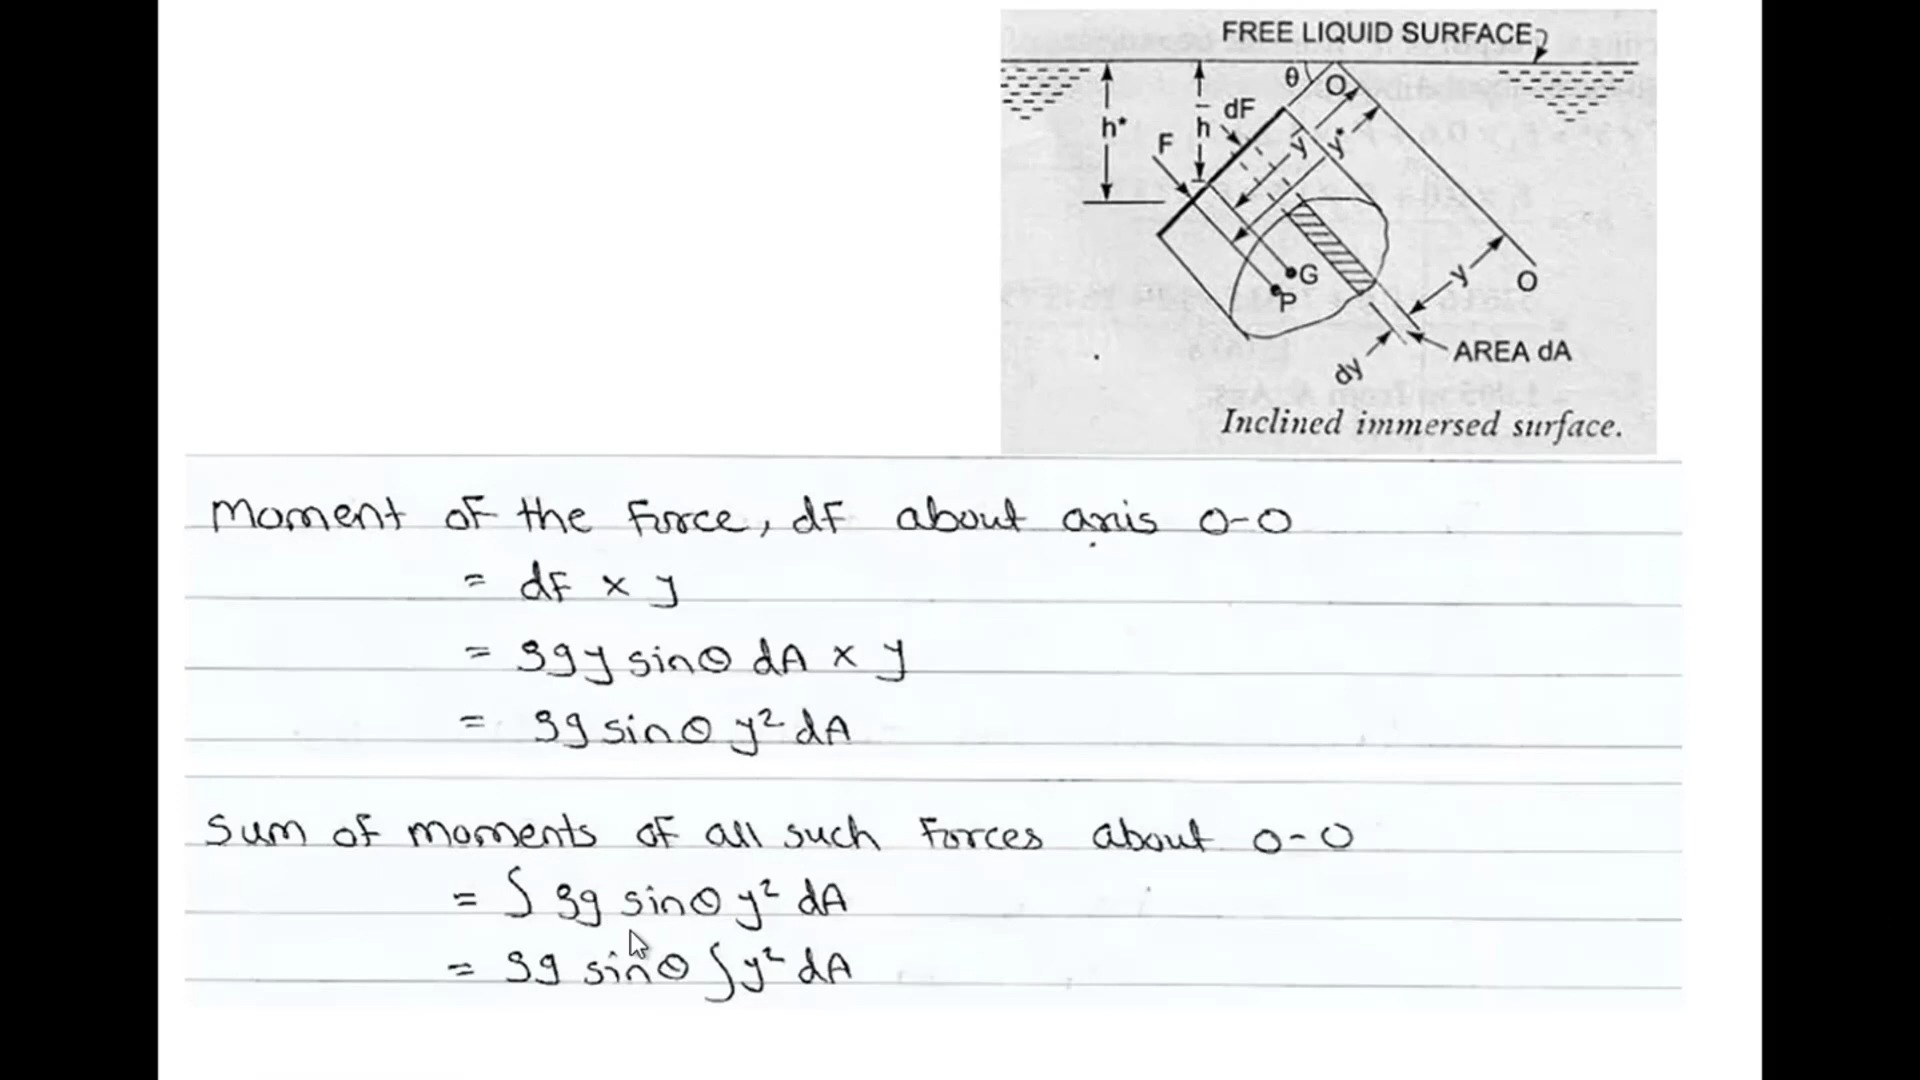 FREE LIQUID SURFACE
θ
O
h*
h̄
dF
F
ȳ
y*
G
P
y
O
AREA dA
dy
Inclined immersed surface.
Moment of the Force, dF about axis O-O
= dF × y
= ρgy sinθ dA × y
= ρg sinθ y² dA
Sum of moments of all such Forces about O-O
= ∫ ρg sinθ y² dA
= ρg sinθ ∫ y² dA